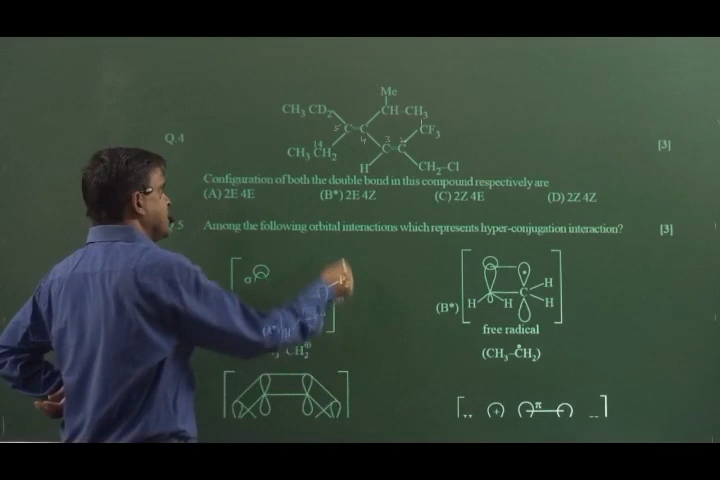 Me
CH₃ CD₂ CH–CH₃
5 C=C 4 1 CF₃
Q.4 [3]
3 C=C 2
CH₃ ¹⁴CH₂
H CH₂–Cl
Configuration of both the double bond in this compound respectively are
(A) 2E 4E (B*) 2E 4Z (C) 2Z 4E (D) 2Z 4Z
.5 Among the following orbital interactions which represents hyper-conjugation interaction? [3]
σ
H
H C
H H
(B*)
free radical
CH₂⊕ (CH₃–ĊH₂)
π
+